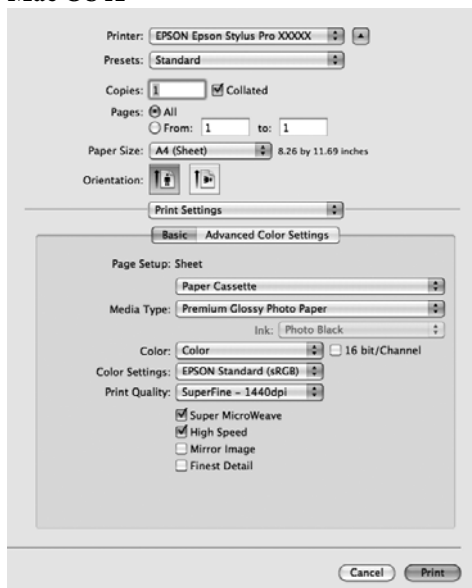 Printer: EPSON Epson Stylus Pro XXXXX
Presets: Standard
Copies: 1 Collated
Pages: All
From: 1 to: 1
Paper Size: A4 (Sheet) 8.26 by 11.69 inches
Orientation:
Print Settings
Basic Advanced Color Settings
Page Setup: Sheet
Paper Cassette
Media Type: Premium Glossy Photo Paper
Ink: Photo Black
Color: Color 16 bit/Channel
Color Settings: EPSON Standard (sRGB)
Print Quality: SuperFine – 1440dpi
Super MicroWeave
High Speed
Mirror Image
Finest Detail
Cancel Print